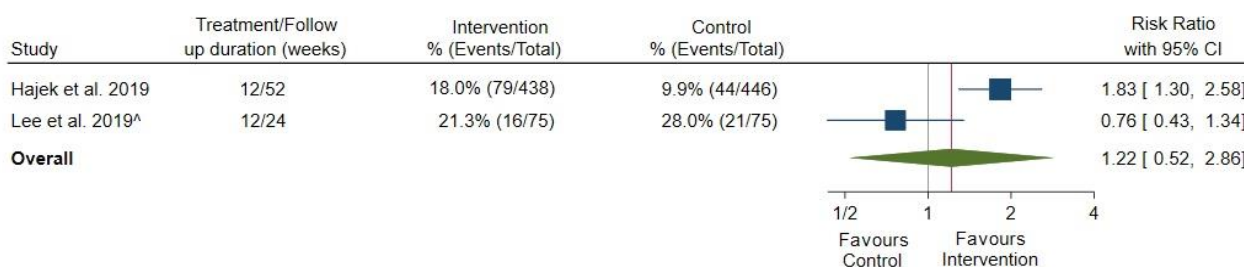 Study Treatment/Follow up duration (weeks) Intervention % (Events/Total) Control % (Events/Total) Risk Ratio with 95% CI
Hajek et al. 2019 12/52 18.0% (79/438) 9.9% (44/446) 1.83 [ 1.30, 2.58]
Lee et al. 2019^ 12/24 21.3% (16/75) 28.0% (21/75) 0.76 [ 0.43, 1.34]
Overall 1.22 [ 0.52, 2.86]
1/2 1 2 4
Favours Control Favours Intervention